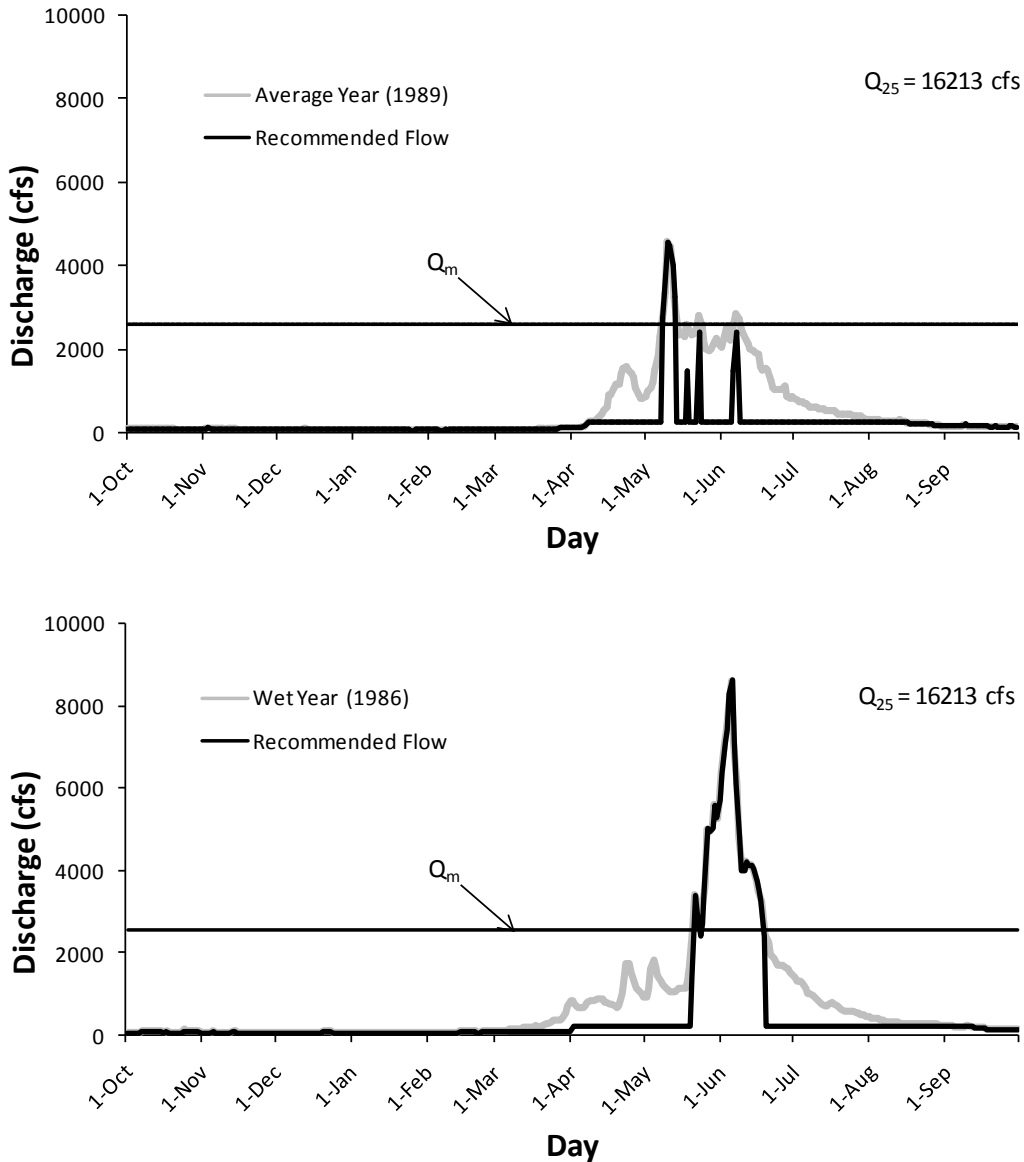 10000
8000
6000
4000
2000
0
Discharge (cfs)
Average Year (1989)
Recommended Flow
Q25 = 16213 cfs
Qm
1-Oct
1-Nov
1-Dec
1-Jan
1-Feb
1-Mar
1-Apr
1-May
1-Jun
1-Jul
1-Aug
1-Sep
Day
10000
8000
6000
4000
2000
0
Discharge (cfs)
Wet Year (1986)
Recommended Flow
Q25 = 16213 cfs
Qm
1-Oct
1-Nov
1-Dec
1-Jan
1-Feb
1-Mar
1-Apr
1-May
1-Jun
1-Jul
1-Aug
1-Sep
Day